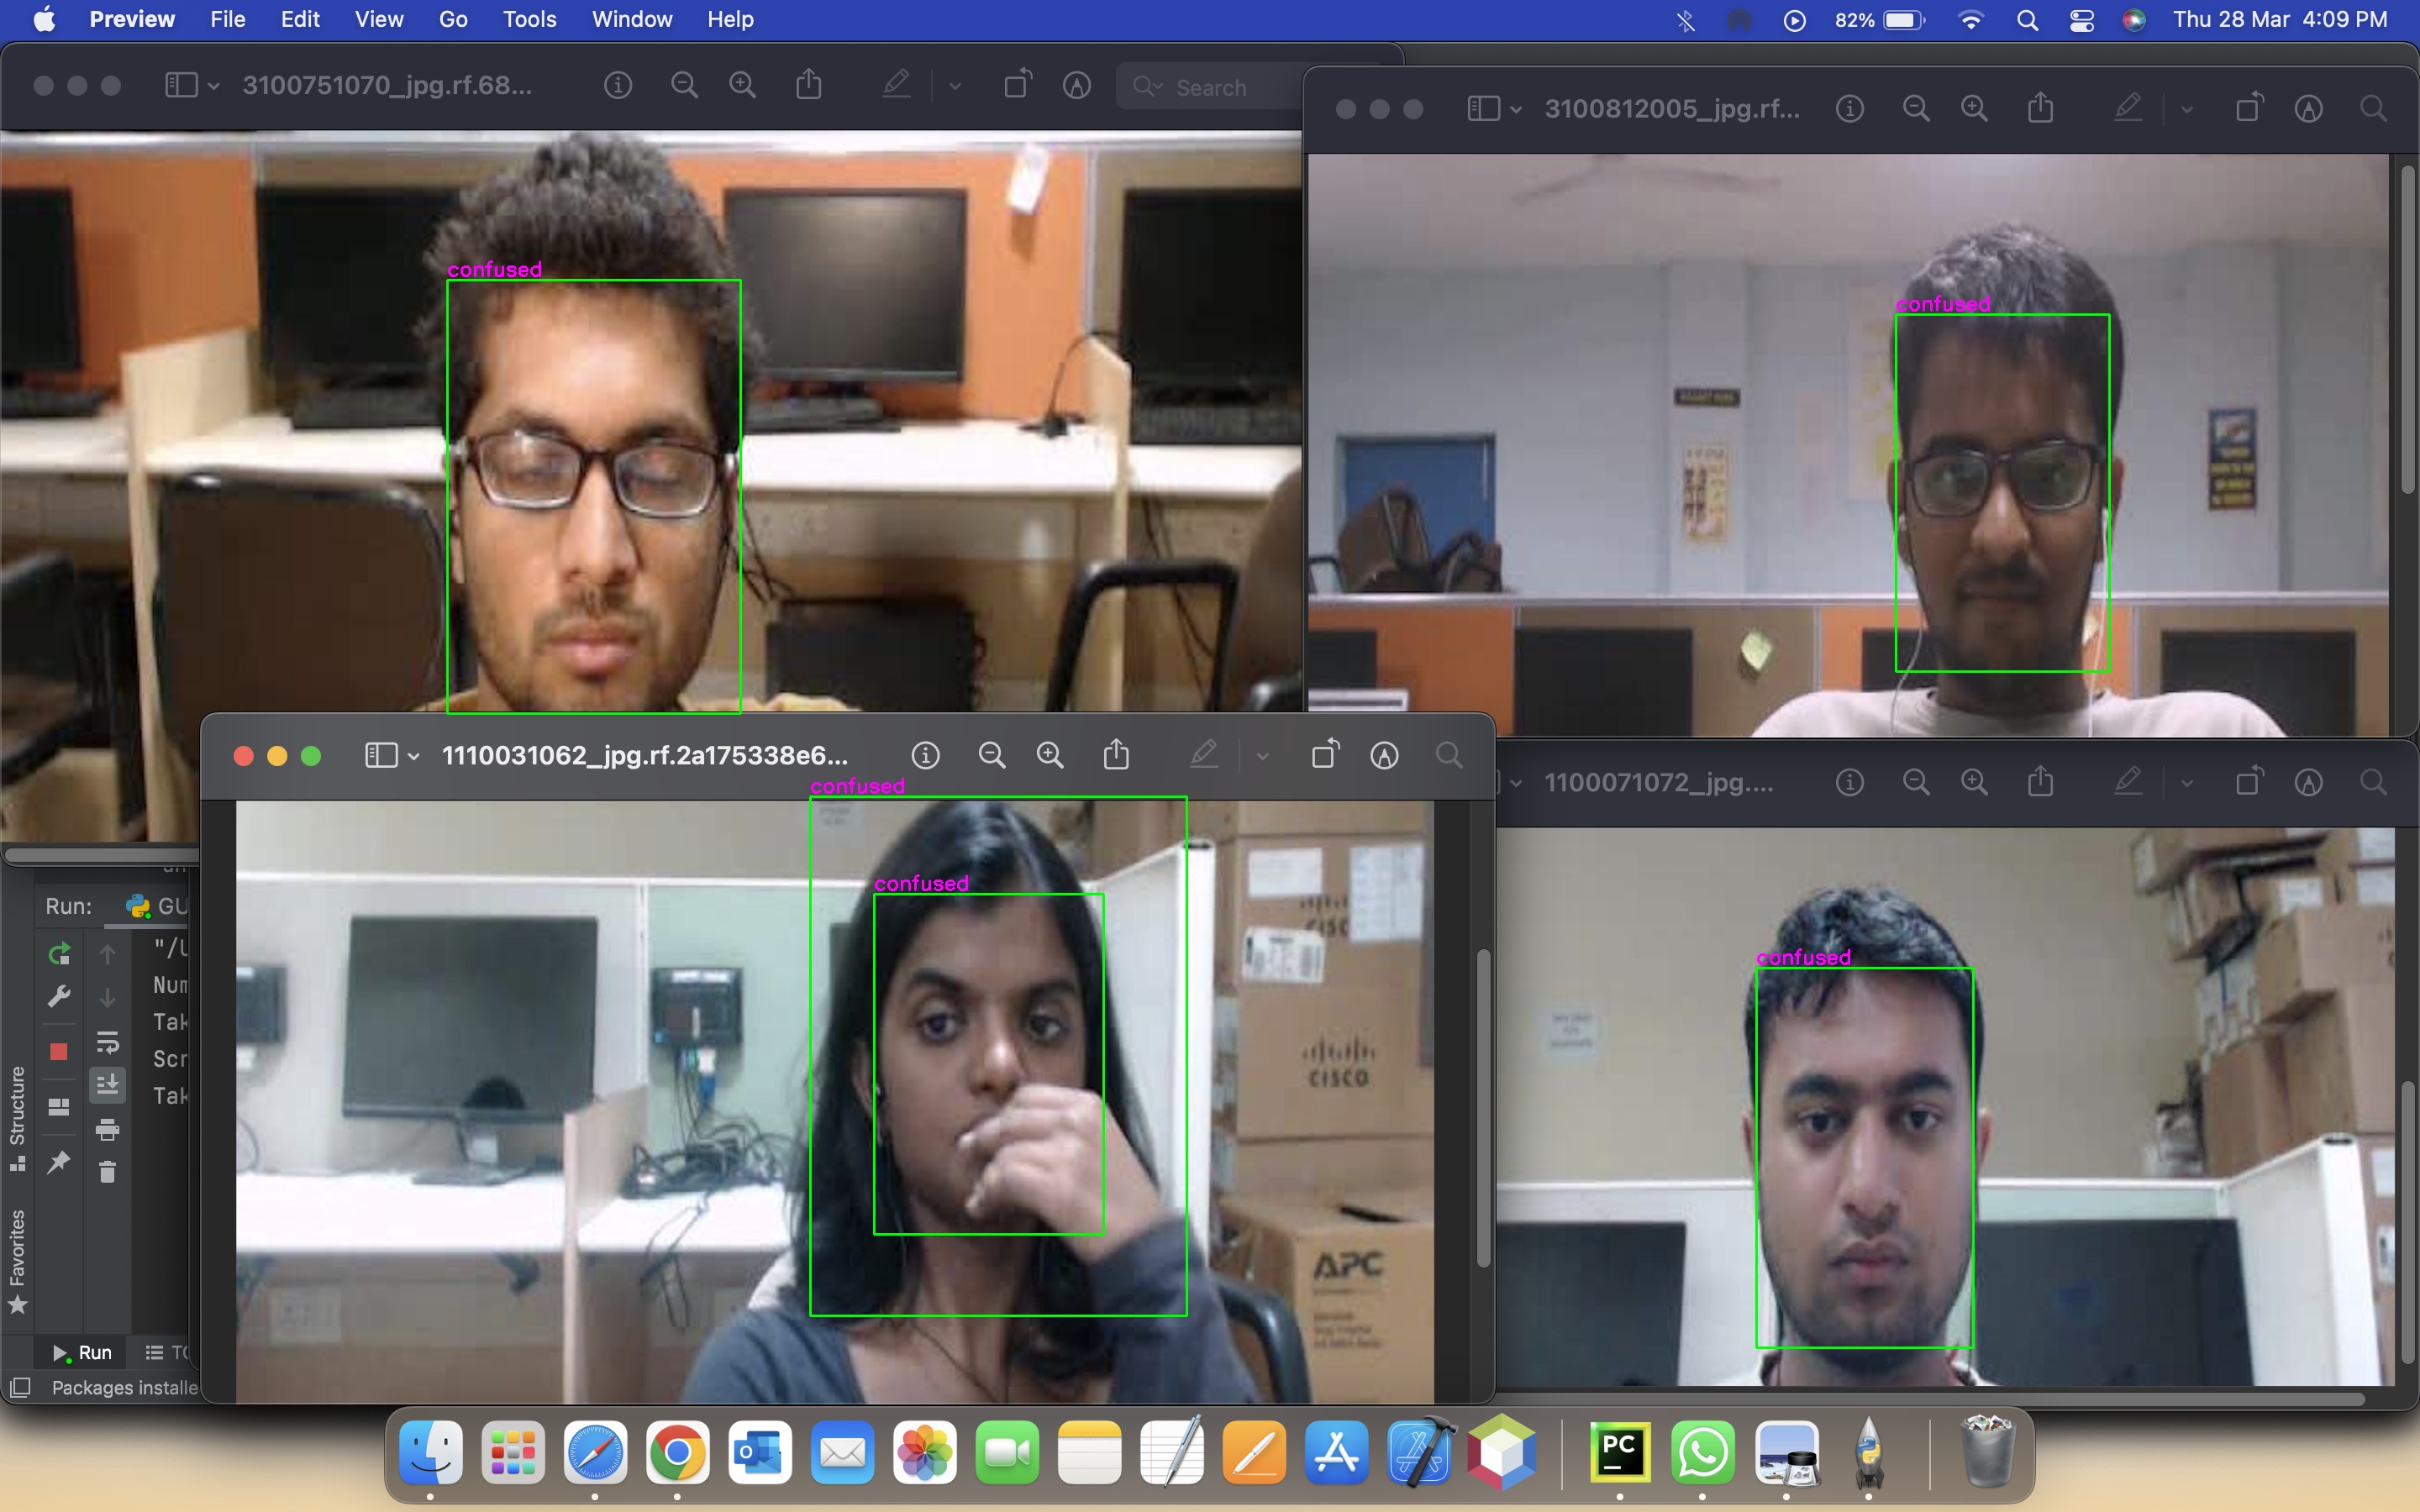 Preview File Edit View Go Tools Window Help 82% Thu 28 Mar 4:09 PM
3100751070_jpg.rf.68... Search
3100812005_jpg.rf...
confused
confused
1110031062_jpg.rf.2a175338e6...
1100071072_jpg....
confused
confused
confused
CISCO
CISCO
APC
Run: GU
"/U
Num
Tak
Scr
Tak
Structure
Favorites
Run TO
Packages installe
PC